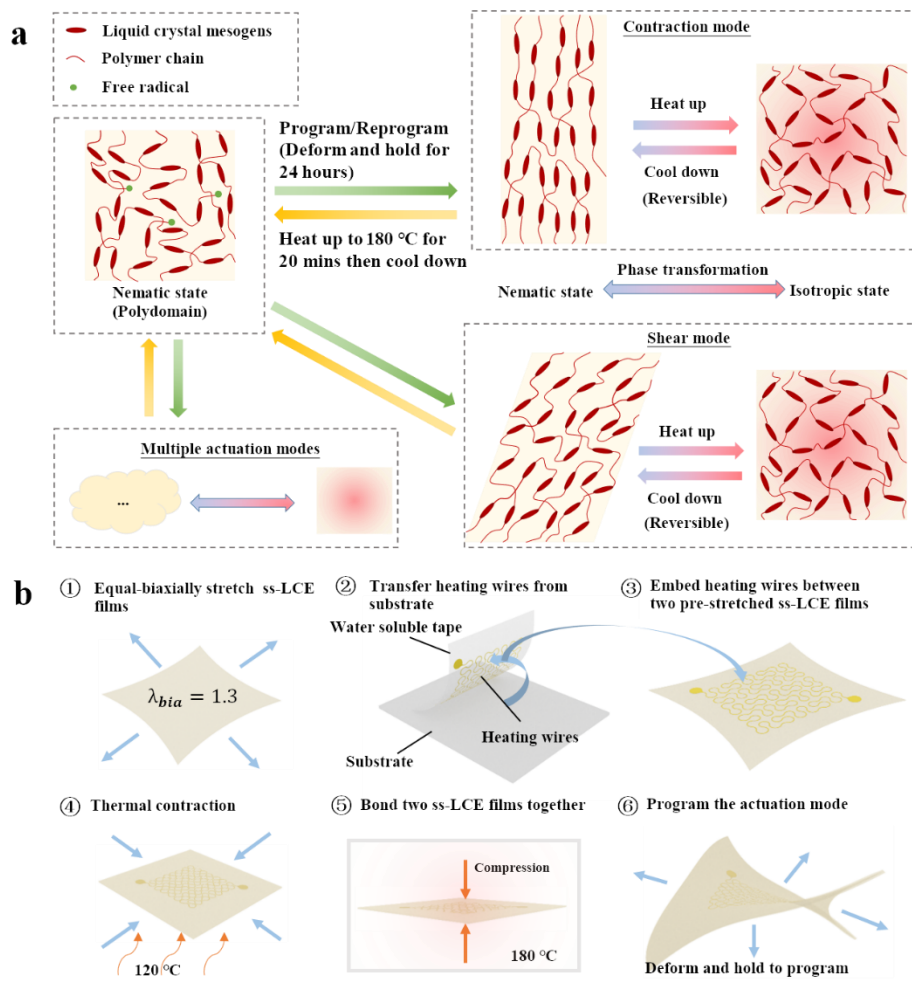 a
Liquid crystal mesogens
Polymer chain
Free radical
Nematic state
(Polydomain)
Program/Reprogram
(Deform and hold for
24 hours)
Heat up to 180 °C for
20 mins then cool down
Contraction mode
Heat up
Cool down
(Reversible)
Phase transformation
Nematic state
Isotropic state
Shear mode
Heat up
Cool down
(Reversible)
Multiple actuation modes
...
b
① Equal-biaxially stretch ss-LCE
films
λbia = 1.3
② Transfer heating wires from
substrate
Water soluble tape
Heating wires
Substrate
③ Embed heating wires between
two pre-stretched ss-LCE films
④ Thermal contraction
120 °C
⑤ Bond two ss-LCE films together
Compression
180 °C
⑥ Program the actuation mode
Deform and hold to program